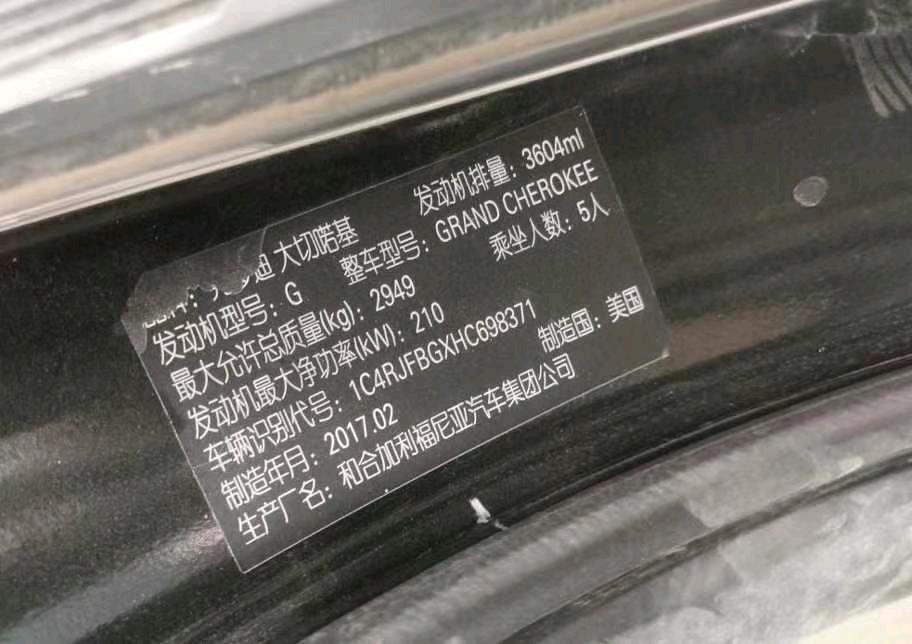 大切诺基 发动机排量：3604ml
发动机型号：G 整车型号：GRAND CHEROKEE
最大允许总质量(kg)：2949 乘坐人数：5人
发动机最大净功率(kW)：210
车辆识别代号：1C4RJFBGXHC698371
制造年月：2017.02 制造国：美国
生产厂名：和合加利福尼亚汽车集团公司